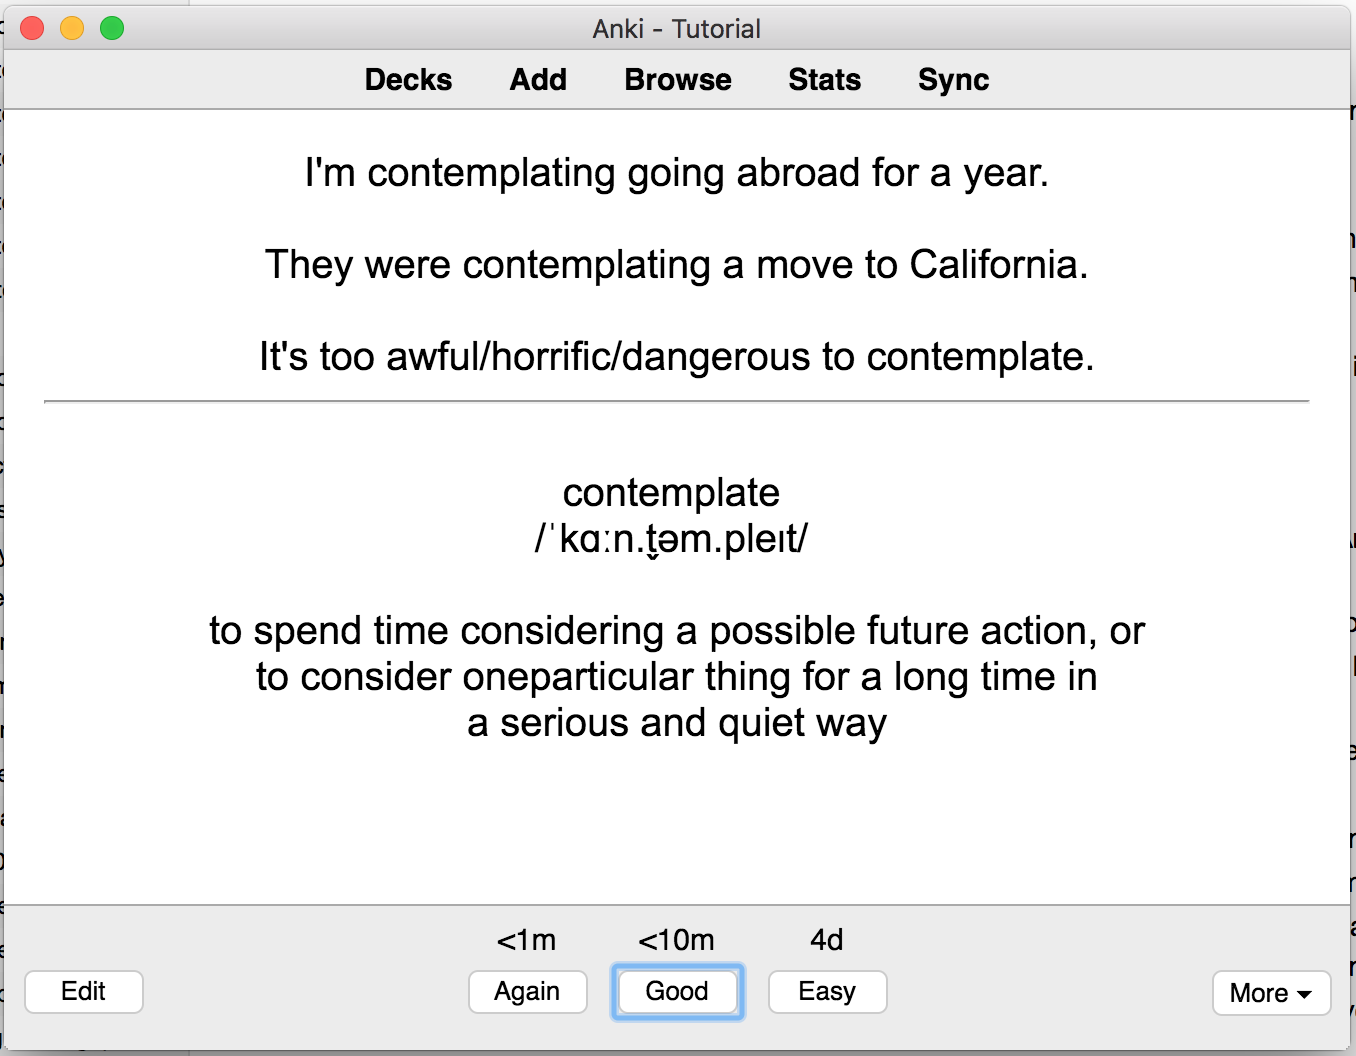 Anki - Tutorial
Decks Add Browse Stats Sync
I'm contemplating going abroad for a year.
They were contemplating a move to California.
It's too awful/horrific/dangerous to contemplate.
contemplate
/ˈkɑːn.t̬əm.pleɪt/
to spend time considering a possible future action, or
to consider oneparticular thing for a long time in
a serious and quiet way
<1m <10m 4d
Edit Again Good Easy More